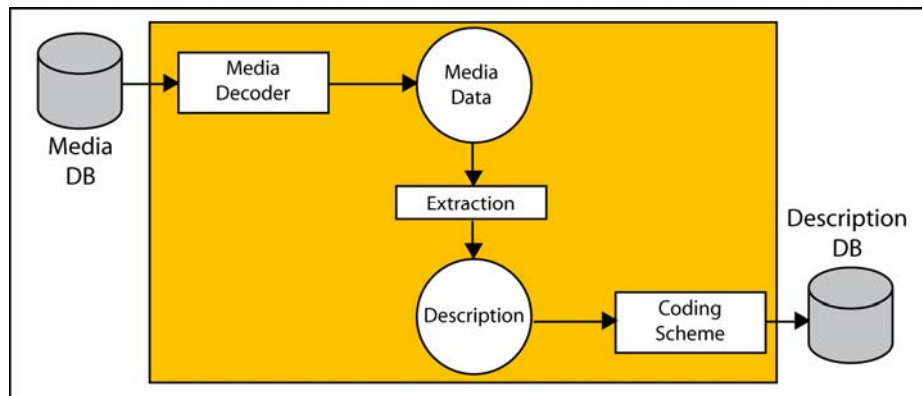 Media
DB
Media
Decoder
Media
Data
Extraction
Description
Coding
Scheme
Description
DB